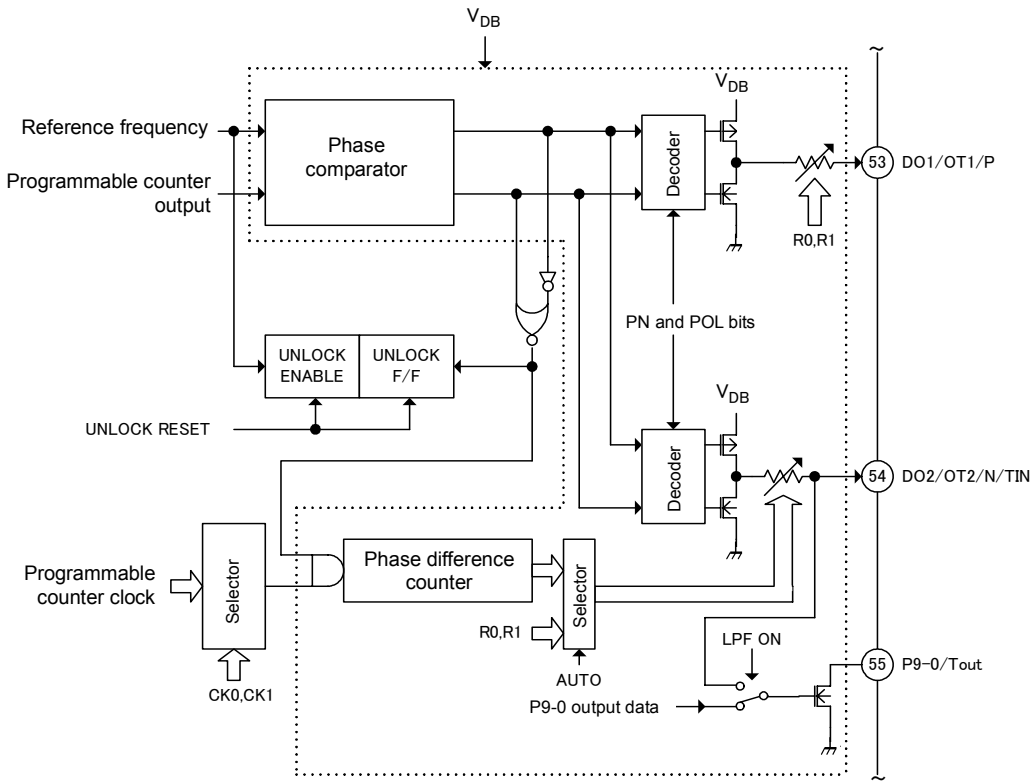 VDB
Reference frequency
Programmable counter
output
Phase
comparator
Decoder
VDB
53
DO1/OT1/P
R0,R1
PN and POL bits
UNLOCK
ENABLE
UNLOCK
F/F
UNLOCK RESET
VDB
Decoder
54
DO2/OT2/N/TIN
Programmable
counter clock
Selector
CK0,CK1
Phase difference
counter
Selector
R0,R1
AUTO
LPF ON
P9-0 output data
55
P9-0/Tout